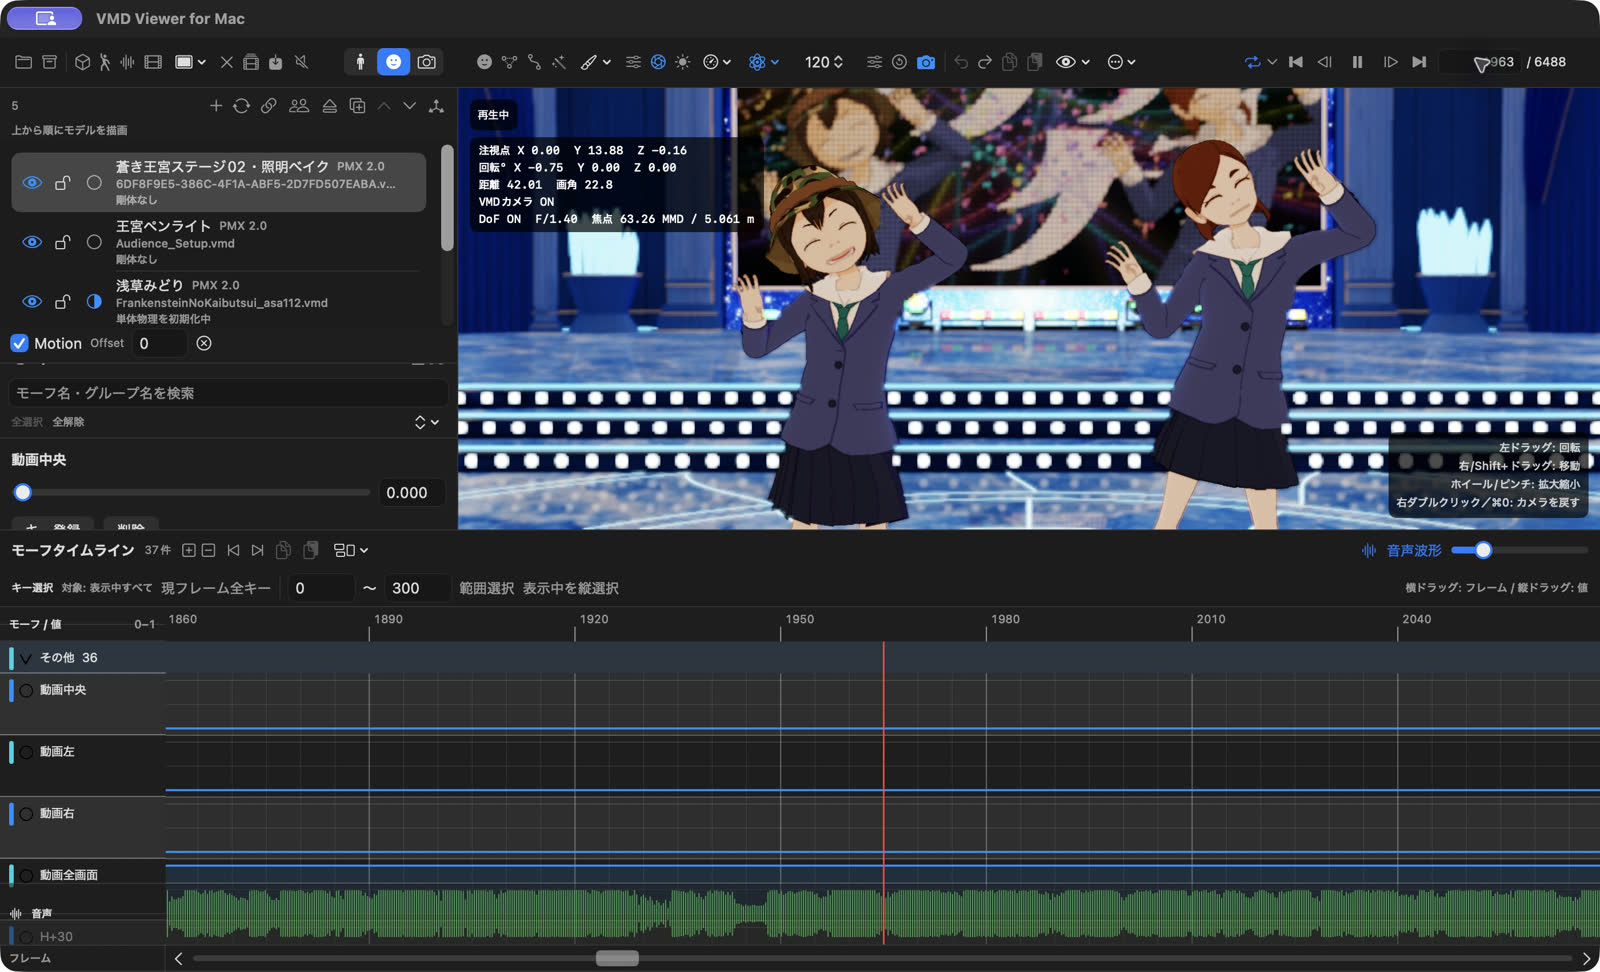 VMD Viewer for Mac
120
963 / 6488
5
上から順にモデルを描画
蒼き王宮ステージ02・照明ベイク PMX 2.0
6DF8F9E5-386C-4F1A-ABF5-2D7FD507EABA.v...
剛体なし
王宮ペンライト PMX 2.0
Audience_Setup.vmd
剛体なし
浅草みどり PMX 2.0
FrankensteinNoKaibutsui_asa112.vmd
単体物理を初期化中
Motion Offset 0
モーフ名・グループ名を検索
全選択 全解除
動画中央
0.000
キー登録 削除
再生中
注視点 X 0.00 Y 13.88 Z -0.16
回転° X -0.75 Y 0.00 Z 0.00
距離 42.01 画角 22.8
VMDカメラ ON
DoF ON F/1.40 焦点 63.26 MMD / 5.061 m
左ドラッグ: 回転
右/Shift+ドラッグ: 移動
ホイール/ピンチ: 拡大縮小
右ダブルクリック／⌘0: カメラを戻す
モーフタイムライン 37件
音声波形
キー選択 対象: 表示中すべて 現フレーム全キー 0 ～ 300 範囲選択 表示中を縦選択
横ドラッグ: フレーム / 縦ドラッグ: 値
モーフ / 値 0–1
1860 1890 1920 1950 1980 2010 2040
その他 36
動画中央
動画左
動画右
動画全画面
音声
H+30
フレーム